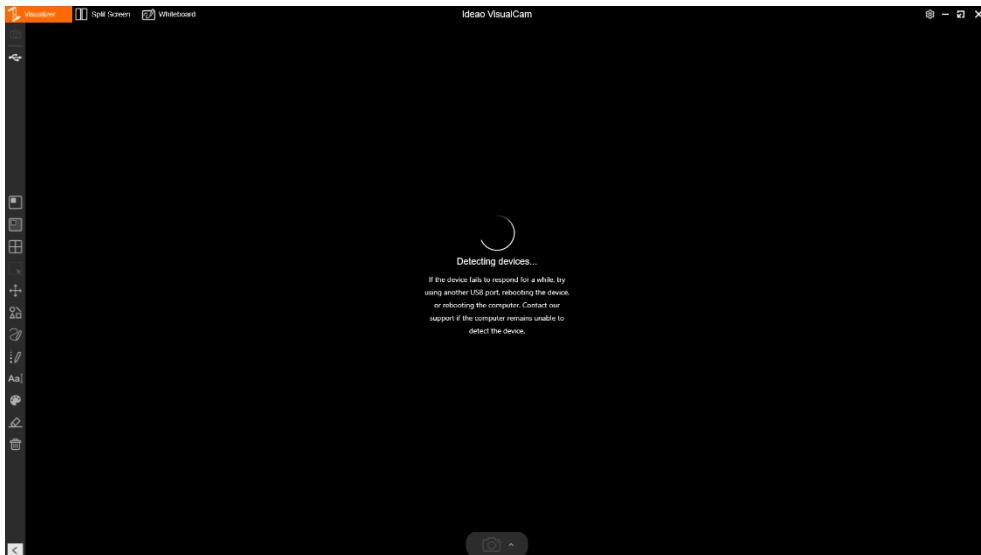 Visualizer
Split Screen
Whiteboard
Ideao VisualCam
Detecting devices...
If the device fails to respond for a while, try
using another USB port, rebooting the device,
or rebooting the computer. Contact our
support if the computer remains unable to
detect the device.
Aa